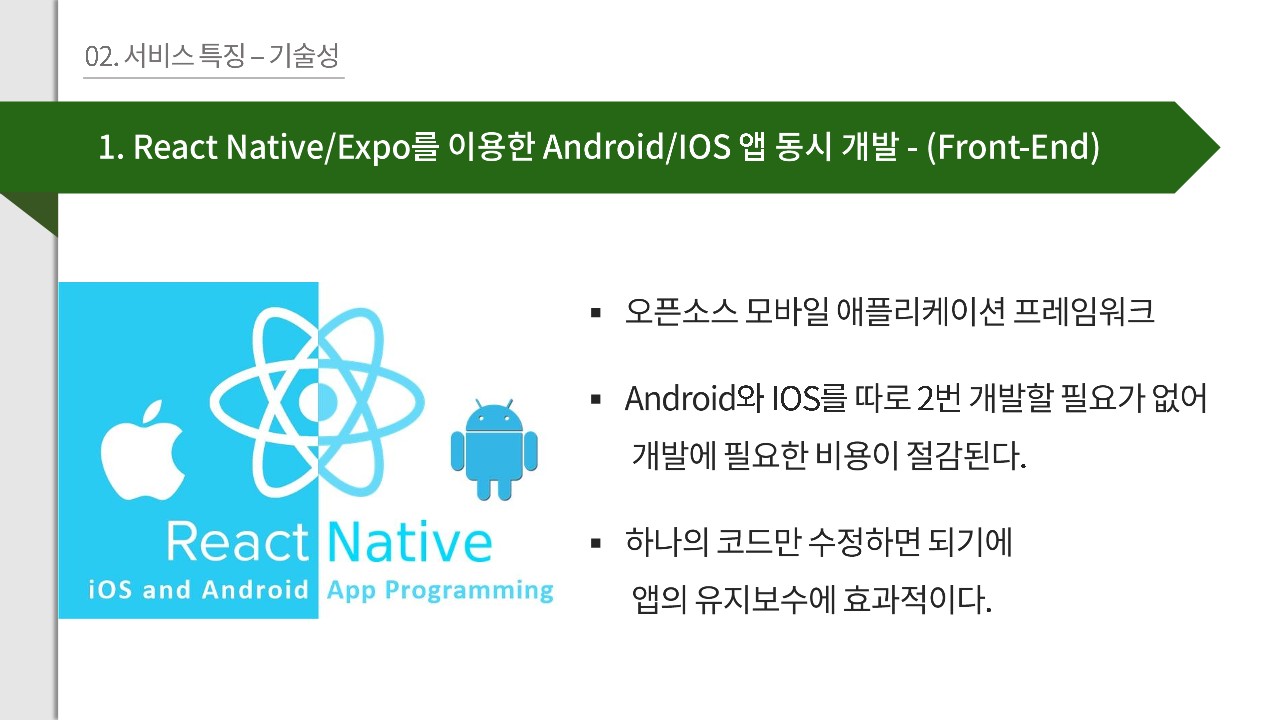 02. 서비스 특징 – 기술성
1. React Native/Expo를 이용한 Android/IOS 앱 동시 개발 - (Front-End)
React Native
iOS and Android App Programming
▪ 오픈소스 모바일 애플리케이션 프레임워크
▪ Android와 IOS를 따로 2번 개발할 필요가 없어
개발에 필요한 비용이 절감된다.
▪ 하나의 코드만 수정하면 되기에
앱의 유지보수에 효과적이다.